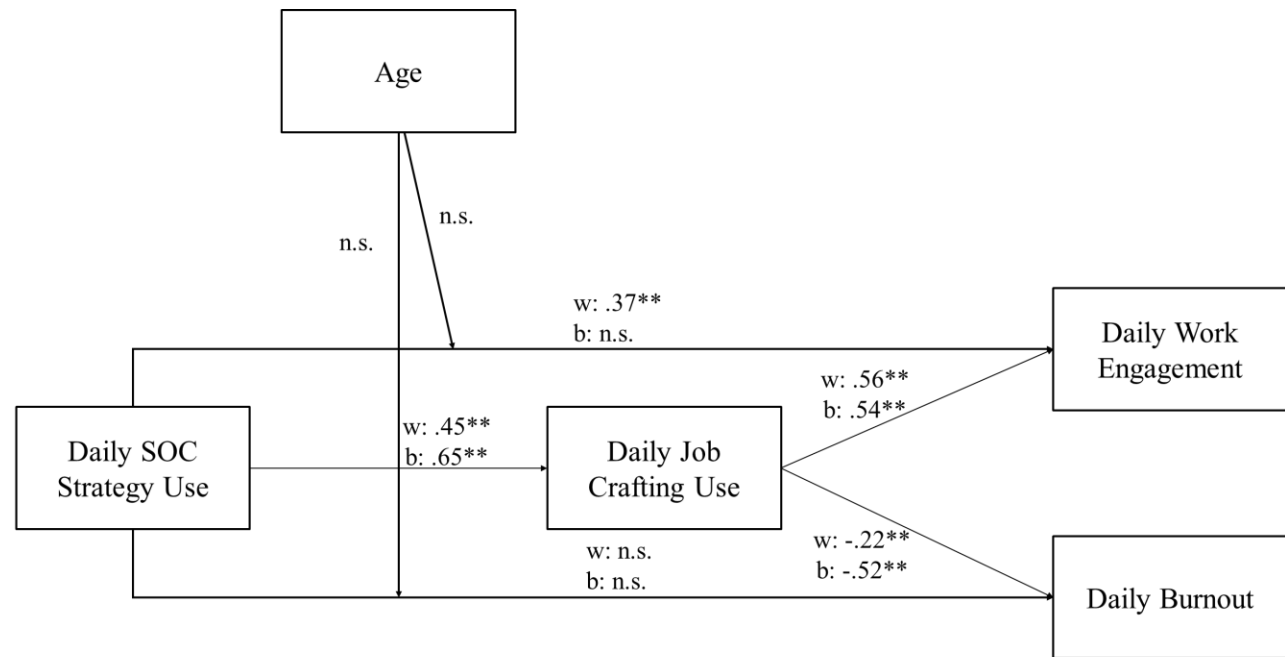 Age
n.s.
n.s.
w: .37**
b: n.s.
Daily Work
Engagement
w: .56**
b: .54**
w: .45**
b: .65**
Daily SOC
Strategy Use
Daily Job
Crafting Use
w: -.22**
b: -.52**
w: n.s.
b: n.s.
Daily Burnout